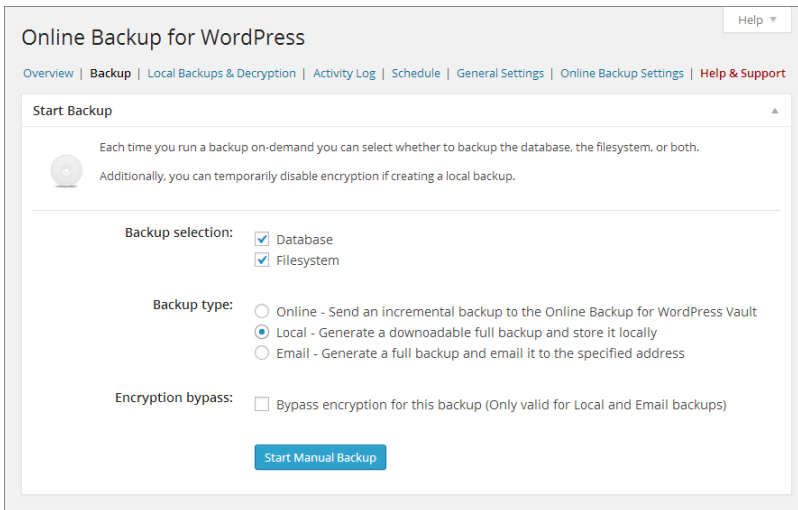 Help
Online Backup for WordPress
Overview | Backup | Local Backups & Decryption | Activity Log | Schedule | General Settings | Online Backup Settings | Help & Support
Start Backup
Each time you run a backup on-demand you can select whether to backup the database, the filesystem, or both.
Additionally, you can temporarily disable encryption if creating a local backup.
Backup selection:
Database
Filesystem
Backup type:
Online - Send an incremental backup to the Online Backup for WordPress Vault
Local - Generate a downoadable full backup and store it locally
Email - Generate a full backup and email it to the specified address
Encryption bypass:
Bypass encryption for this backup (Only valid for Local and Email backups)
Start Manual Backup